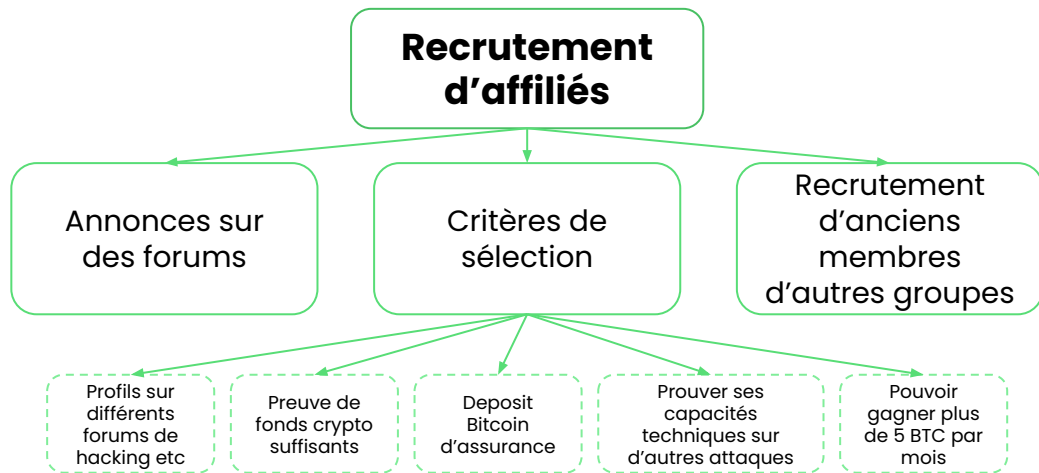 Recrutement
d’affiliés
Annonces sur
des forums
Critères de
sélection
Recrutement
d’anciens
membres
d’autres groupes
Profils sur
différents
forums de
hacking etc
Preuve de
fonds crypto
suffisants
Deposit
Bitcoin
d’assurance
Prouver ses
capacités
techniques sur
d’autres attaques
Pouvoir
gagner plus
de 5 BTC par
mois